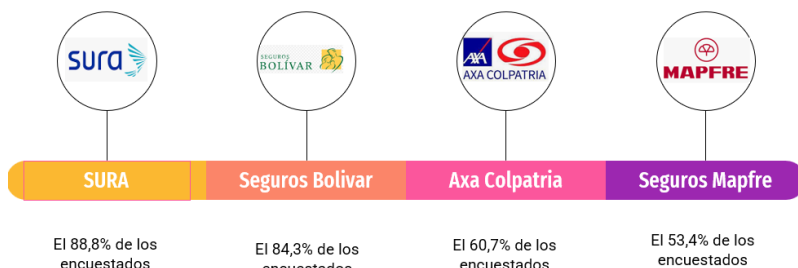 sura
SEGUROS
BOLÍVAR
AXA
AXA COLPATRIA
MAPFRE
SURA
Seguros Bolivar
Axa Colpatria
Seguros Mapfre
El 88,8% de los
encuestados
El 84,3% de los
encuestados
El 60,7% de los
encuestados
El 53,4% de los
encuestados